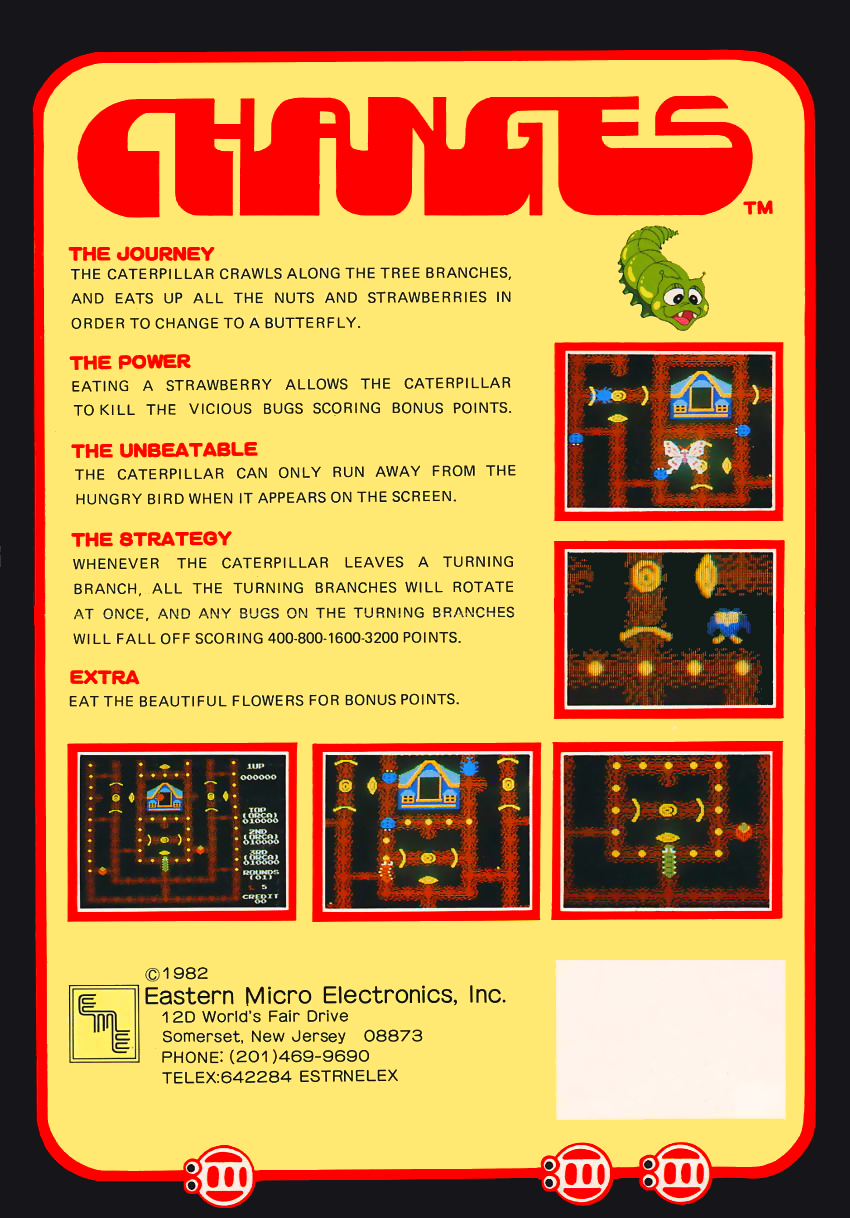 CHANGES
TM
THE JOURNEY
THE CATERPILLAR CRAWLS ALONG THE TREE BRANCHES,
AND EATS UP ALL THE NUTS AND STRAWBERRIES IN
ORDER TO CHANGE TO A BUTTERFLY.
THE POWER
EATING A STRAWBERRY ALLOWS THE CATERPILLAR
TO KILL THE VICIOUS BUGS SCORING BONUS POINTS.
THE UNBEATABLE
THE CATERPILLAR CAN ONLY RUN AWAY FROM THE
HUNGRY BIRD WHEN IT APPEARS ON THE SCREEN.
THE STRATEGY
WHENEVER THE CATERPILLAR LEAVES A TURNING
BRANCH, ALL THE TURNING BRANCHES WILL ROTATE
AT ONCE, AND ANY BUGS ON THE TURNING BRANCHES
WILL FALL OFF SCORING 400-800-1600-3200 POINTS.
EXTRA
EAT THE BEAUTIFUL FLOWERS FOR BONUS POINTS.
1UP
000000
TOP
(ORCA)
010000
2ND
(ORCA)
010000
3RD
(ORCA)
010000
ROUNDS
(01)
5
CREDIT
00
©1982
EME
Eastern Micro Electronics, Inc.
12D World's Fair Drive
Somerset, New Jersey 08873
PHONE: (201)469-9690
TELEX:642284 ESTRNELEX